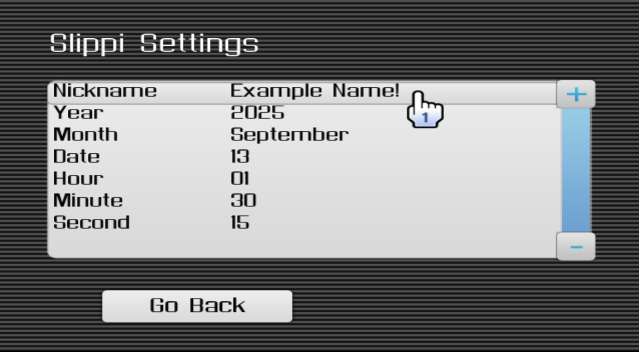 Slippi Settings
Nickname Example Name!
Year 2025
Month September
Date 13
Hour 01
Minute 30
Second 15
Go Back
+
1
-